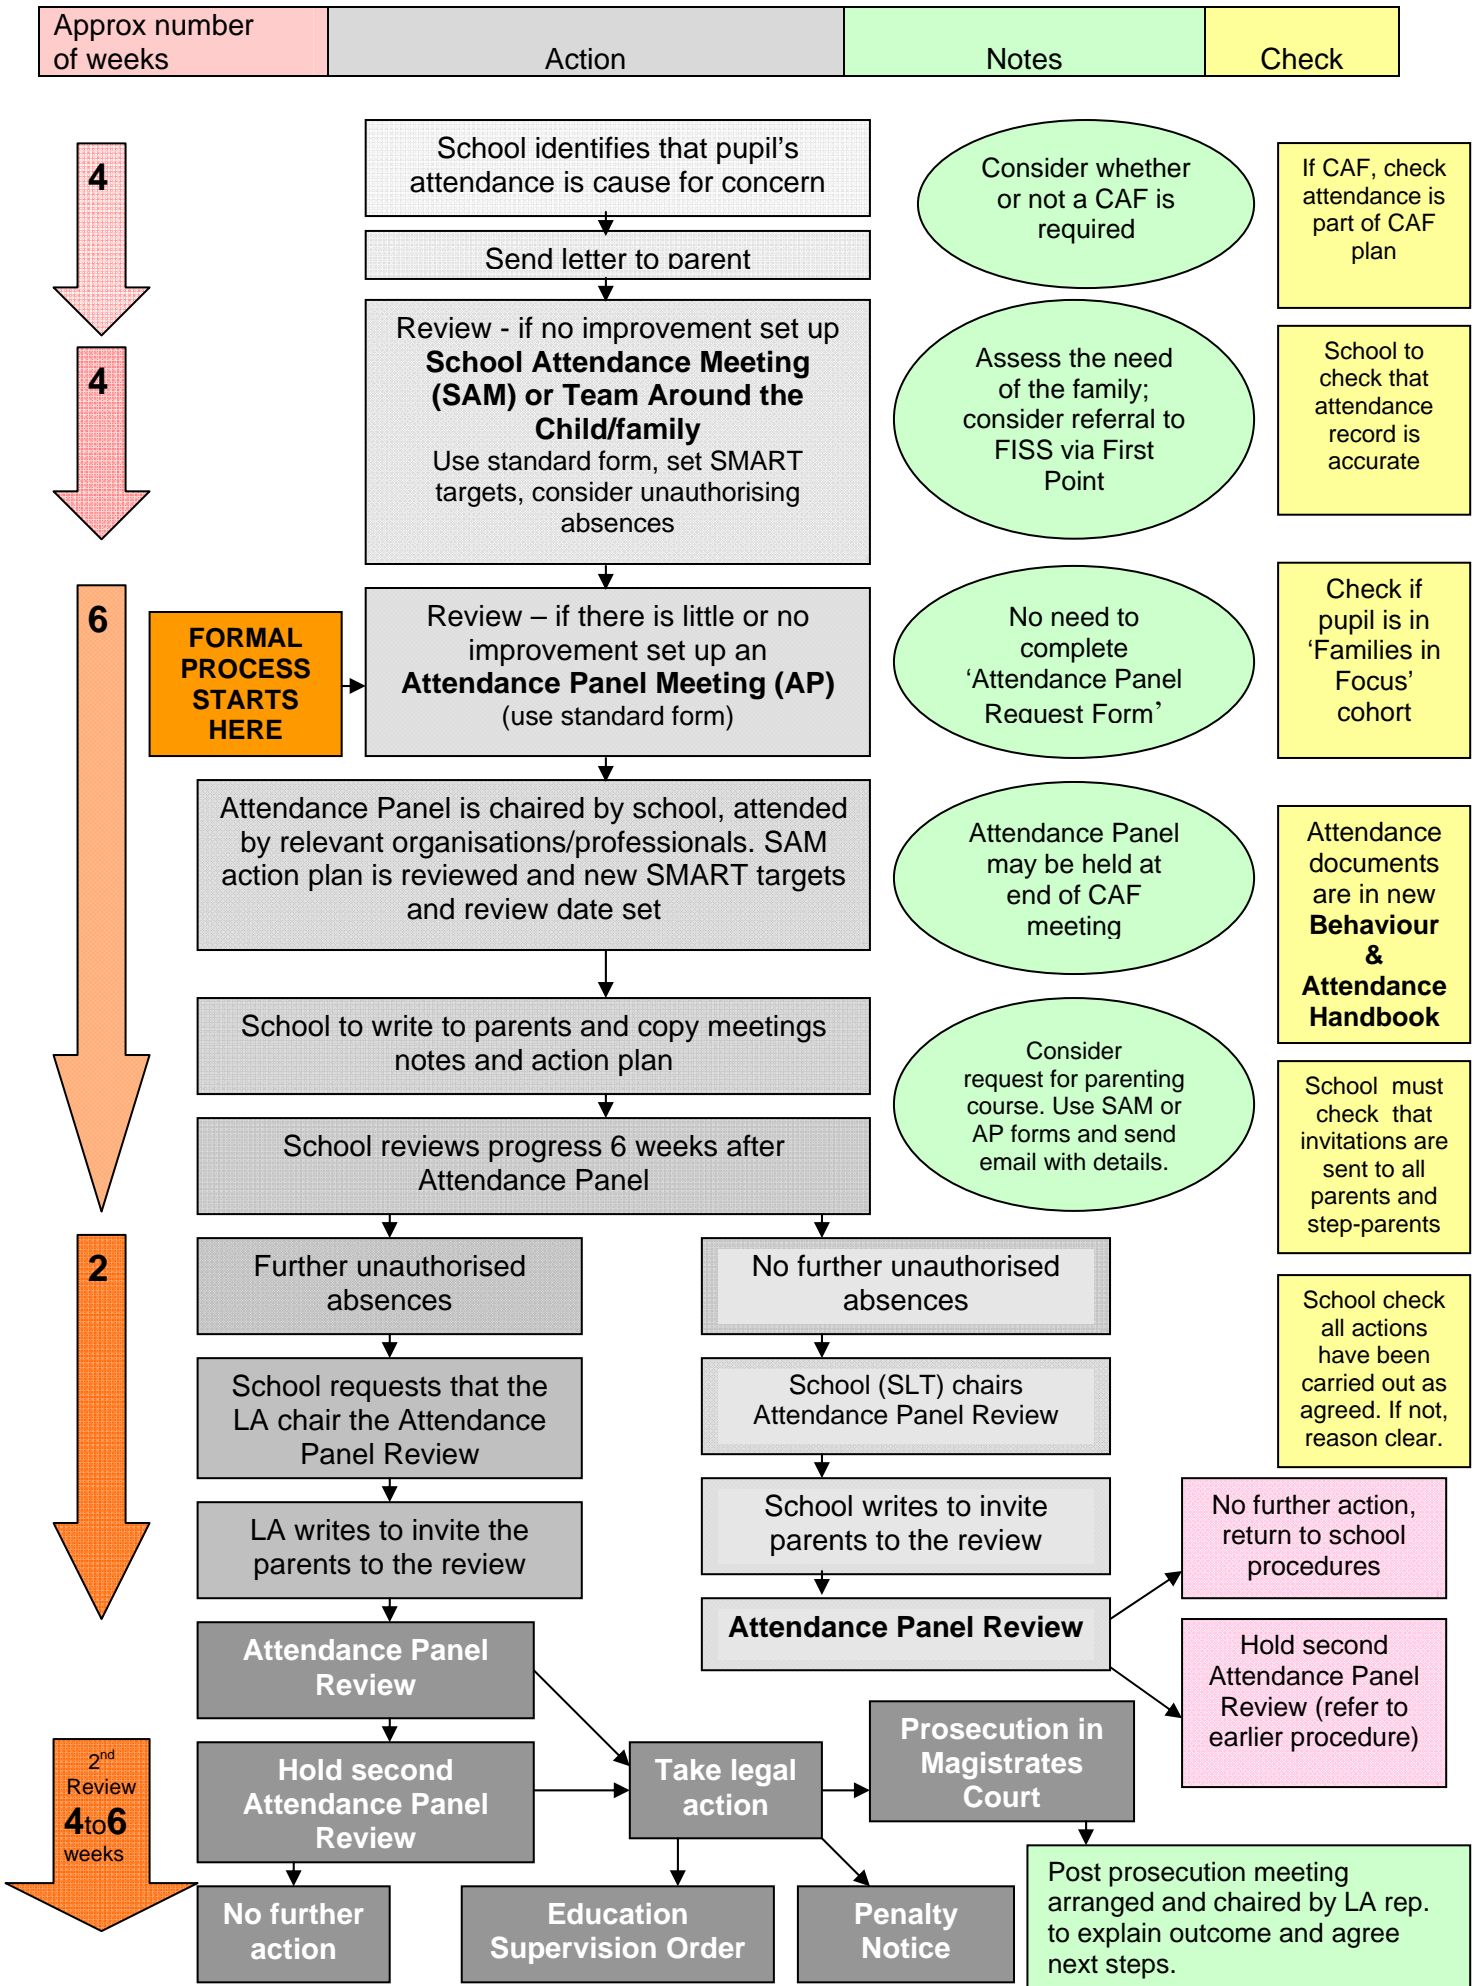 Approx number
of weeks
Action
Notes
Check
4
School identifies that pupil's
attendance is cause for concern
Consider whether
or not a CAF is
required
If CAF, check
attendance is
part of CAF
plan
Send letter to parent
4
Review - if no improvement set up
School Attendance Meeting
(SAM) or Team Around the
Child/family
Use standard form, set SMART
targets, consider unauthorising
absences
Assess the need
of the family;
consider referral to
FISS via First
Point
School to
check that
attendance
record is
accurate
6
FORMAL
PROCESS
STARTS
HERE
Review – if there is little or no
improvement set up an
Attendance Panel Meeting (AP)
(use standard form)
No need to
complete
‘Attendance Panel
Request Form’
Check if
pupil is in
‘Families in
Focus’
cohort
Attendance Panel is chaired by school, attended
by relevant organisations/professionals. SAM
action plan is reviewed and new SMART targets
and review date set
Attendance Panel
may be held at
end of CAF
meeting
Attendance
documents
are in new
Behaviour
&
Attendance
Handbook
School to write to parents and copy meetings
notes and action plan
Consider
request for parenting
course. Use SAM or
AP forms and send
email with details.
School must
check that
invitations are
sent to all
parents and
step-parents
School reviews progress 6 weeks after
Attendance Panel
2
Further unauthorised
absences
No further unauthorised
absences
School check
all actions
have been
carried out as
agreed. If not,
reason clear.
School requests that the
LA chair the Attendance
Panel Review
School (SLT) chairs
Attendance Panel Review
LA writes to invite the
parents to the review
School writes to invite
parents to the review
No further action,
return to school
procedures
Attendance Panel
Review
Attendance Panel Review
Hold second
Attendance Panel
Review (refer to
earlier procedure)
2nd
Review
4to6
weeks
Hold second
Attendance Panel
Review
Take legal
action
Prosecution in
Magistrates
Court
No further
action
Education
Supervision Order
Penalty
Notice
Post prosecution meeting
arranged and chaired by LA rep.
to explain outcome and agree
next steps.